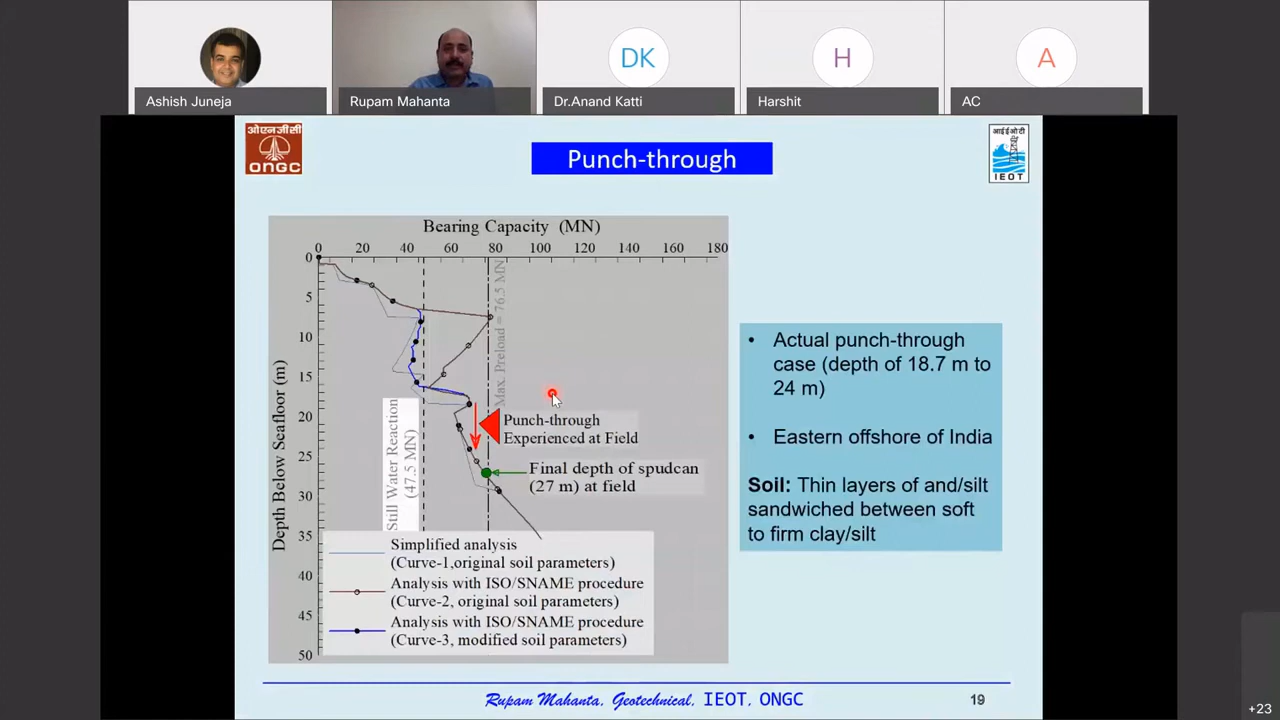 Ashish Juneja
Rupam Mahanta
DK
Dr.Anand Katti
H
Harshit
A
AC
ओएनजीसी
ONGC
Punch-through
आईईओटी
IEOT
Bearing Capacity (MN)
0 20 40 60 80 100 120 140 160 180
0
5
10
15
20
25
30
35
40
45
50
Depth Below Seafloor (m)
Still Water Reaction
(47.5 MN)
Max. Preload = 76.5 MN
Punch-through
Experienced at Field
Final depth of spudcan
(27 m) at field
Simplified analysis
(Curve-1,original soil parameters)
Analysis with ISO/SNAME procedure
(Curve-2, original soil parameters)
Analysis with ISO/SNAME procedure
(Curve-3, modified soil parameters)
• Actual punch-through
case (depth of 18.7 m to
24 m)
• Eastern offshore of India
Soil: Thin layers of and/silt
sandwiched between soft
to firm clay/silt
Rupam Mahanta, Geotechnical, IEOT, ONGC
19
+23